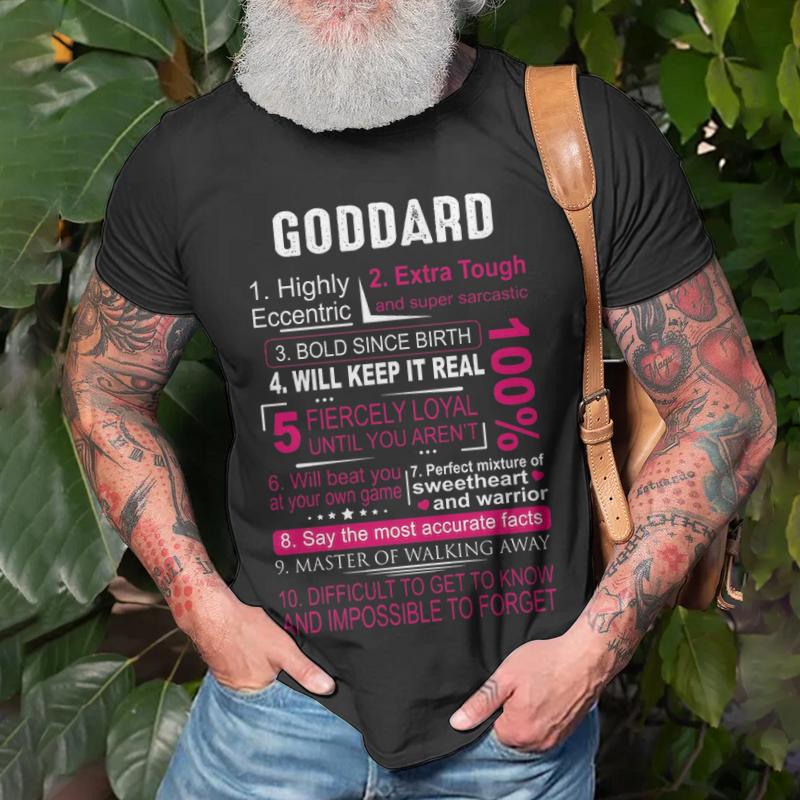 GODDARD
1. Highly
Eccentric
2. Extra Tough
and super sarcastic
3. BOLD SINCE BIRTH
4. WILL KEEP IT REAL
100%
5 FIERCELY LOYAL
UNTIL YOU AREN'T
6. Will beat you
at your own game
7. Perfect mixture of
sweetheart
and warrior
8. Say the most accurate facts
9. MASTER OF WALKING AWAY
10. DIFFICULT TO GET TO KNOW
AND IMPOSSIBLE TO FORGET